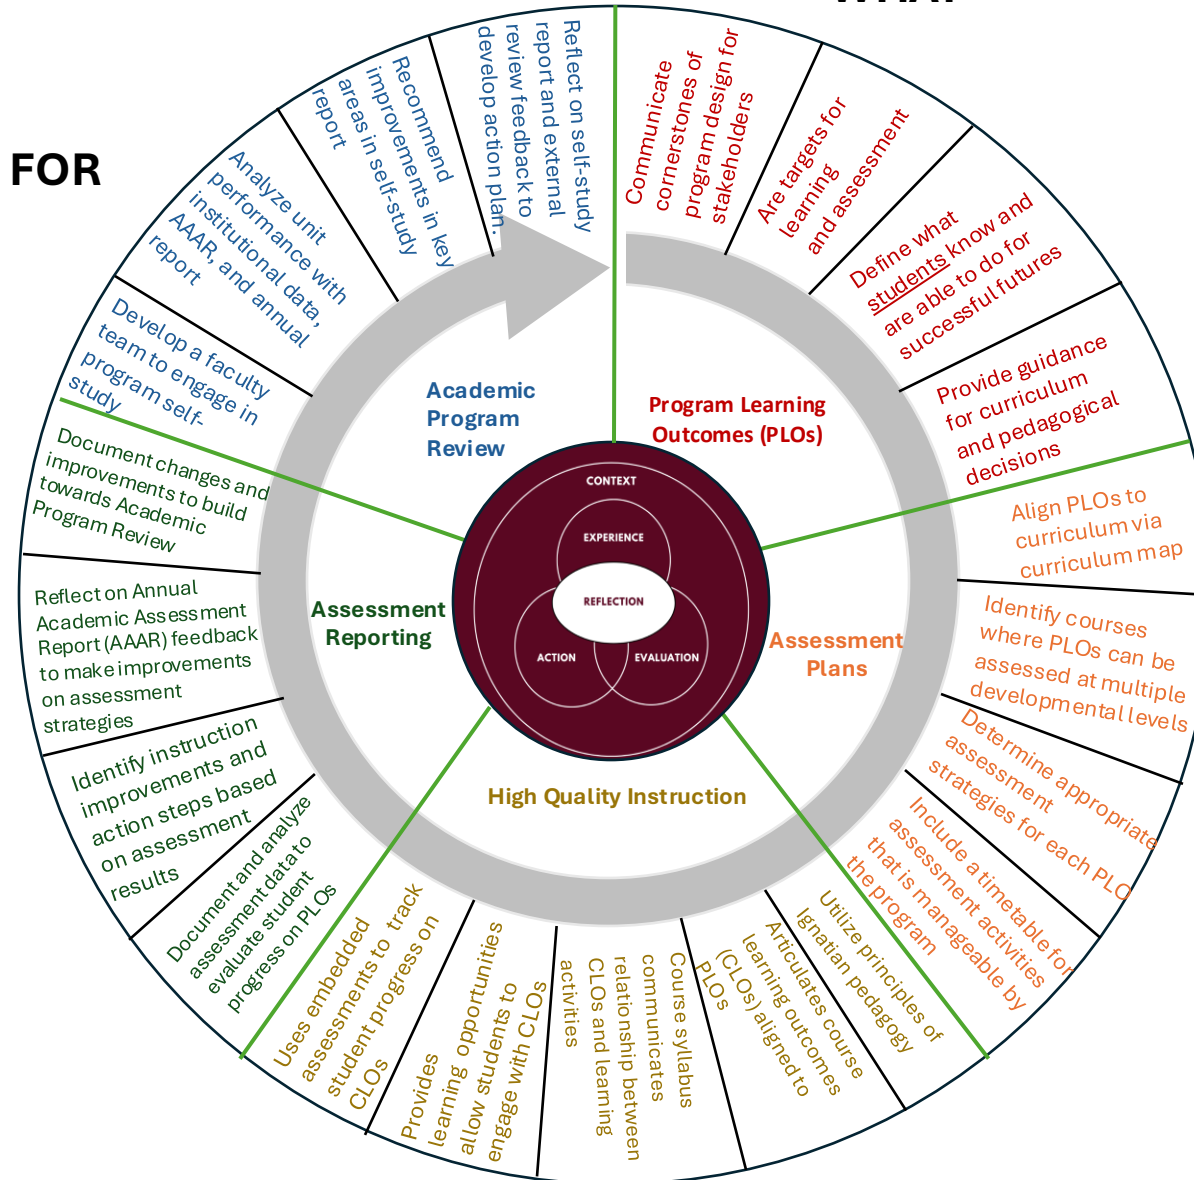 WHAT
FOR
Communicate
cornerstones of
program design for
stakeholders
Are targets for
learning
and assessment
Define what
students know and
are able to do for
successful futures
Provide guidance
for curriculum
and pedagogical
decisions
Program Learning
Outcomes (PLOs)
Align PLOs to
curriculum via
curriculum map
Identify courses
where PLOs can be
assessed at multiple
developmental levels
Determine appropriate
assessment
strategies for each PLO
Include a timetable for
assessment activities
that is manageable by
the program
Assessment
Plans
Utilize principles of
Ignatian pedagogy
Articulates course
learning outcomes
(CLOs) aligned to
PLOs
Course syllabus
communicates
relationship between
CLOs and learning
activities
Provides
learning opportunities
allow students to
engage with CLOs
Uses embedded
assessments to track
student progress on
CLOs
High Quality Instruction
Document and analyze
assessment data to
evaluate student
progress on PLOs
Identify instruction
improvements and
action steps based
on assessment
results
Reflect on Annual
Academic Assessment
Report (AAAR) feedback
to make improvements
on assessment
strategies
Document changes and
improvements to build
towards Academic
Program Review
Assessment
Reporting
Develop a faculty
team to engage in
program self-
study
Analyze unit
performance with
institutional data,
AAAR, and annual
report
Recommend
improvements in key
areas in self-study
report
Reflect on self-study
report and external
review feedback to
develop action plan.
Academic
Program
Review
CONTEXT
EXPERIENCE
REFLECTION
ACTION
EVALUATION